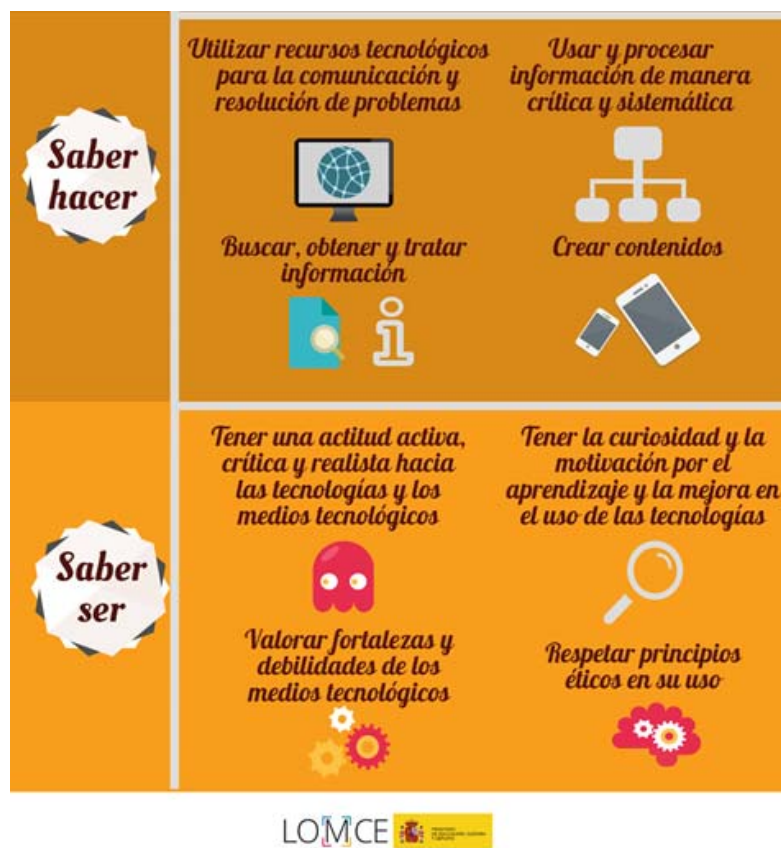 Saber
hacer
Utilizar recursos tecnológicos
para la comunicación y
resolución de problemas
Usar y procesar
información de manera
crítica y sistemática
Buscar, obtener y tratar
información
Crear contenidos
Saber
ser
Tener una actitud activa,
crítica y realista hacia
las tecnologías y los
medios tecnológicos
Tener la curiosidad y la
motivación por el
aprendizaje y la mejora en
el uso de las tecnologías
Valorar fortalezas y
debilidades de los
medios tecnológicos
Respetar principios
éticos en su uso
LOMCE